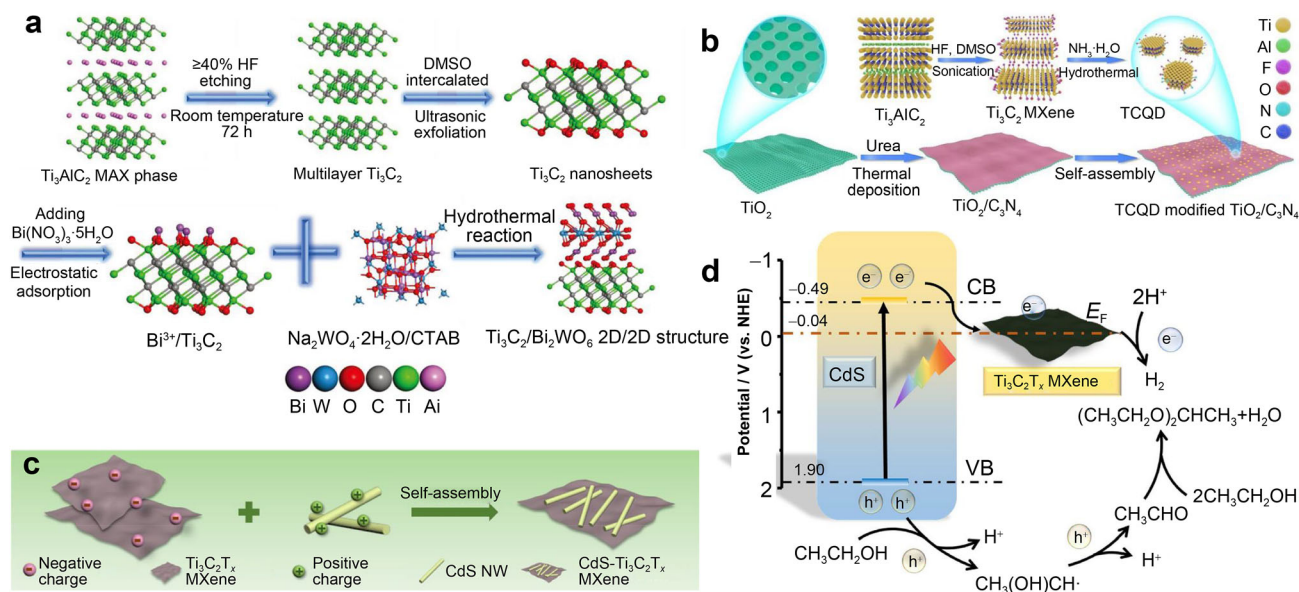 a
≥40% HF
etching
Room temperature
72 h
DMSO
intercalated
Ultrasonic
exfoliation
Ti₃AlC₂ MAX phase
Multilayer Ti₃C₂
Ti₃C₂ nanosheets
Adding
Bi(NO₃)₃·5H₂O
Electrostatic
adsorption
Hydrothermal
reaction
Bi³⁺/Ti₃C₂
Na₂WO₄·2H₂O/CTAB
Ti₃C₂/Bi₂WO₆ 2D/2D structure
Bi W O C Ti Ai
b
HF, DMSO
Sonication
NH₃·H₂O
Hydrothermal
Ti₃AlC₂
Ti₃C₂ MXene
TCQD
Ti
Al
F
O
N
C
Urea
Thermal
deposition
Self-assembly
TiO₂
TiO₂/C₃N₄
TCQD modified TiO₂/C₃N₄
c
Self-assembly
Negative
charge
Ti₃C₂Tₓ
MXene
Positive
charge
CdS NW
CdS-Ti₃C₂Tₓ
MXene
d
Potential / V (vs. NHE)
−1
0
1
2
−0.49
−0.04
1.90
e⁻ e⁻
CB
e⁻
E_F
2H⁺
e⁻
H₂
CdS
Ti₃C₂Tₓ MXene
VB
h⁺ h⁺
(CH₃CH₂O)₂CHCH₃+H₂O
2CH₃CH₂OH
CH₃CHO
CH₃CH₂OH
h⁺
H⁺
h⁺
H⁺
CH₃(OH)CH·